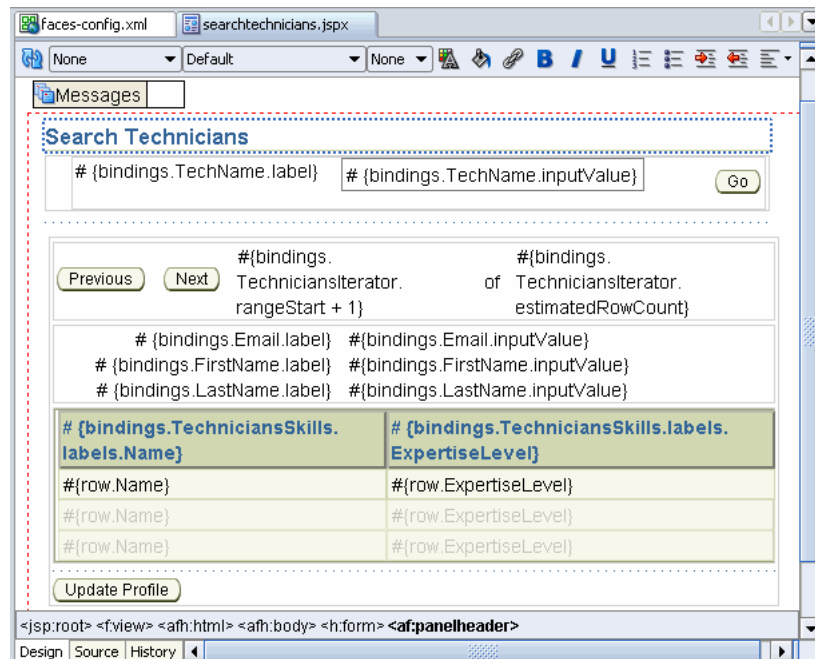 faces-config.xml searchtechnicians.jspx
None Default None B I U
Messages
Search Technicians
# {bindings.TechName.label} # {bindings.TechName.inputValue} Go
Previous Next #{bindings. TechniciansIterator. rangeStart + 1} of #{bindings. TechniciansIterator. estimatedRowCount}
# {bindings.Email.label} #{bindings.Email.inputValue}
# {bindings.FirstName.label} #{bindings.FirstName.inputValue}
# {bindings.LastName.label} #{bindings.LastName.inputValue}
# {bindings.TechniciansSkills. labels.Name} # {bindings.TechniciansSkills.labels. ExpertiseLevel}
#{row.Name} #{row.ExpertiseLevel}
#{row.Name} #{row.ExpertiseLevel}
#{row.Name} #{row.ExpertiseLevel}
Update Profile
<jsp:root> <f:view> <afh:html> <afh:body> <h:form> <af:panelheader>
Design Source History